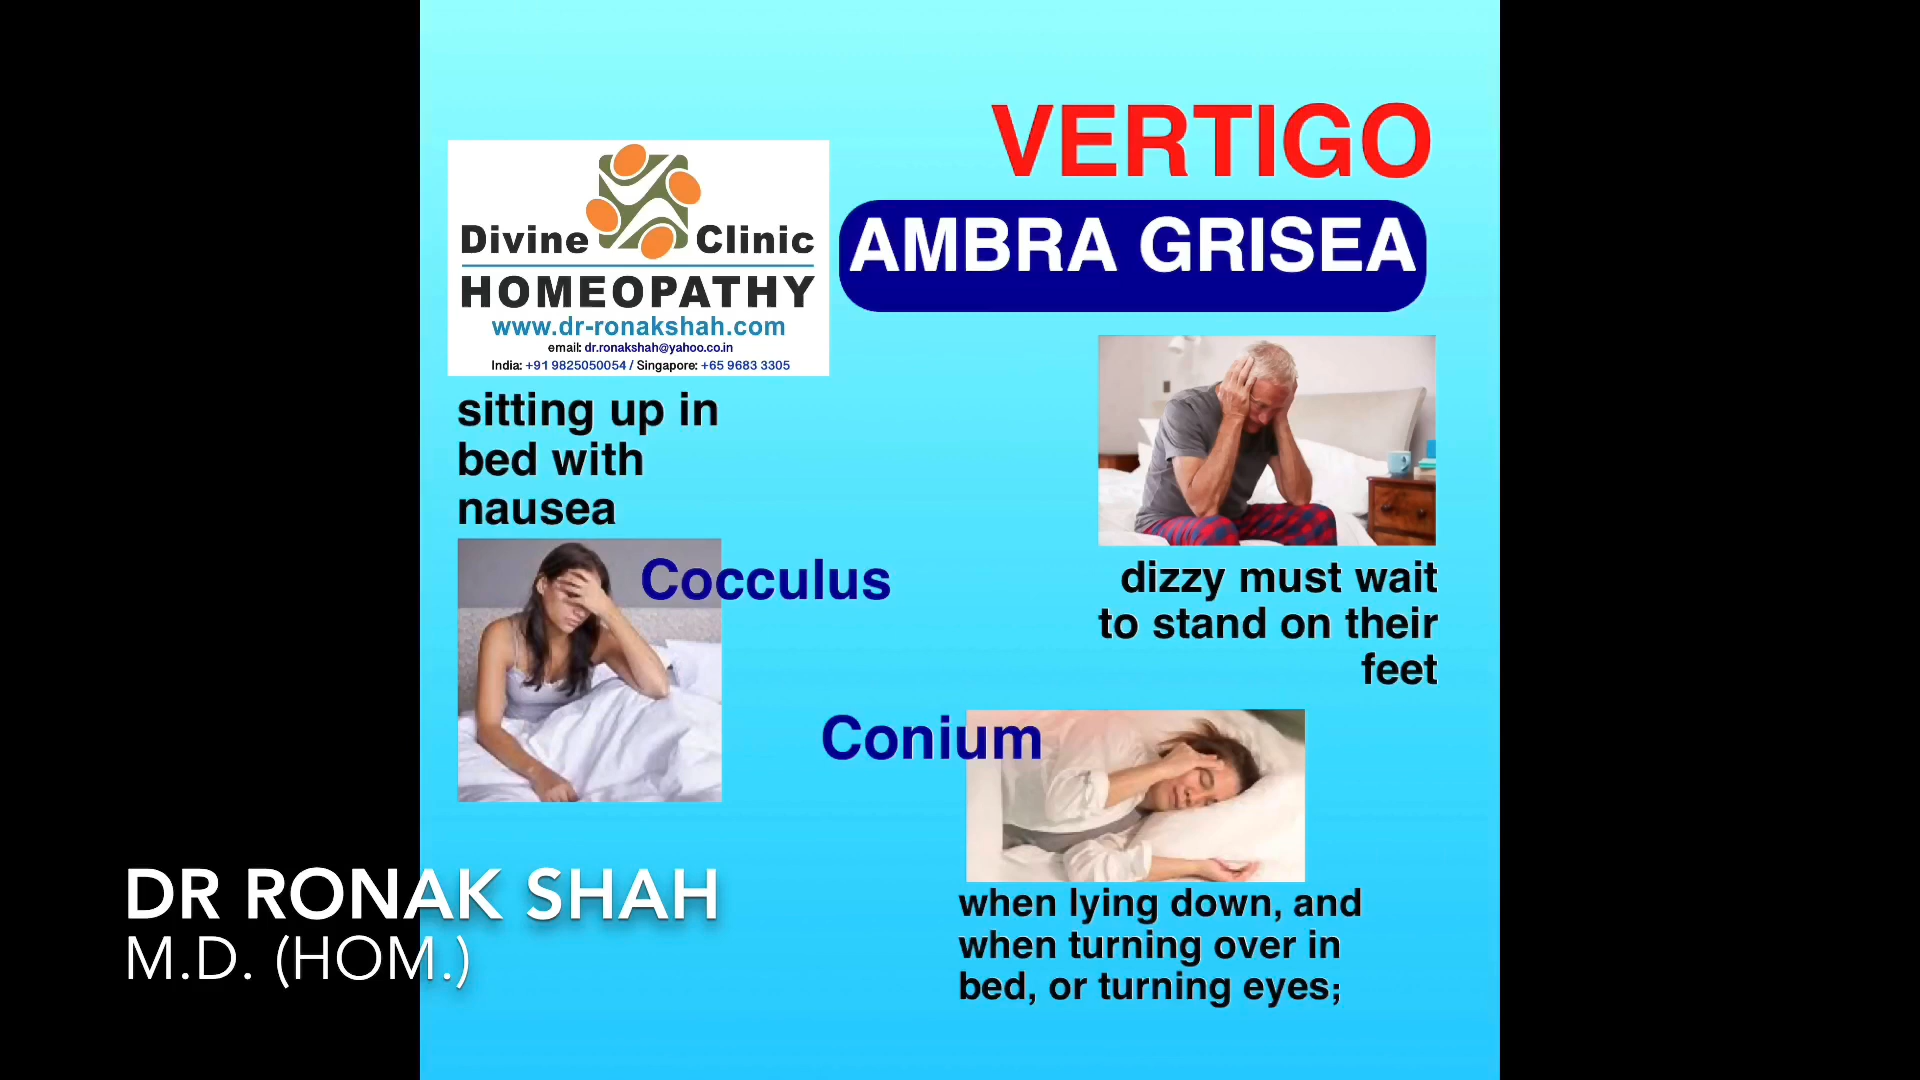 VERTIGO
AMBRA GRISEA
Divine Clinic
HOMEOPATHY
www.dr-ronakshah.com
email: dr.ronakshah@yahoo.co.in
India: +91 9825050054 / Singapore: +65 9683 3305
sitting up in
bed with
nausea
Cocculus
dizzy must wait
to stand on their
feet
Conium
when lying down, and
when turning over in
bed, or turning eyes;
DR RONAK SHAH
M.D. (HOM.)